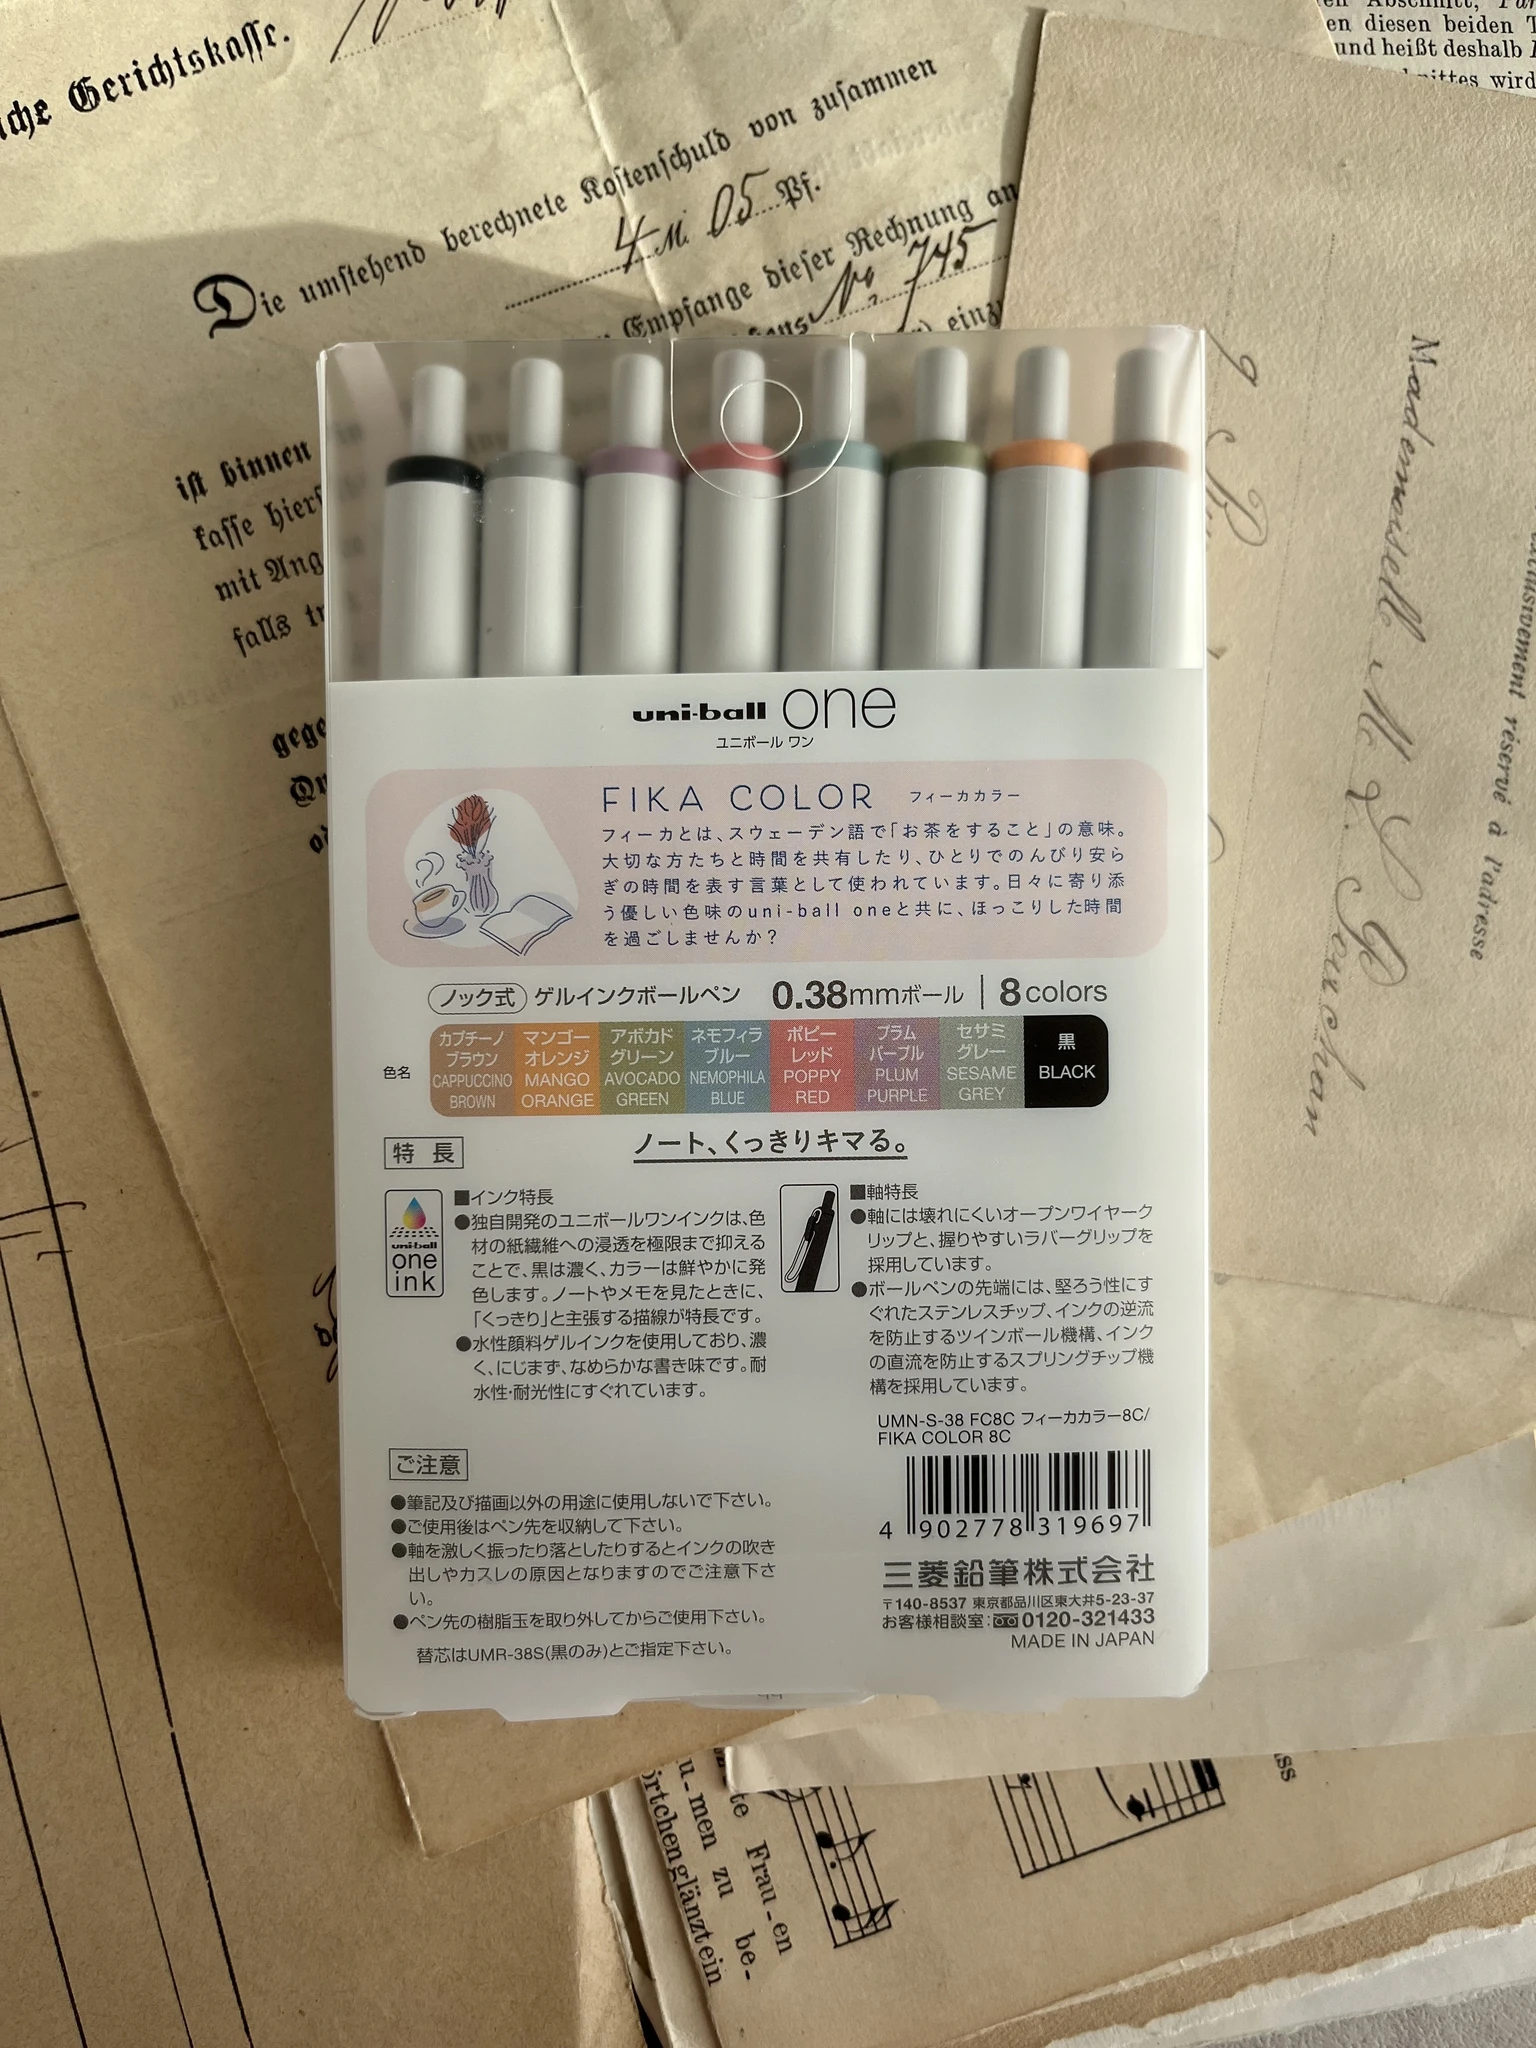 che Gerichtskasse.
Die umstehend berechnete Kostenschuld von zusammen
4 M. 05 Pf.
Empfange dieser Rechnung an
No. 745
einz
ist binnen
kasse hier
mit Ang
falls
gege
en Abschnitt,
en diesen beiden T
und heißt deshalb
nittes wird
Mademoiselle
exclusivement réservé à l'adresse
uni-ball one
ユニボール ワン
FIKA COLOR フィーカカラー
フィーカとは、スウェーデン語で「お茶をすること」の意味。
大切な方たちと時間を共有したり、ひとりでのんびり安ら
ぎの時間を表す言葉として使われています。日々に寄り添
う優しい色味のuni-ball oneと共に、ほっこりした時間
を過ごしませんか?
ノック式 ゲルインクボールペン 0.38mmボール | 8colors
色名
カプチーノ
ブラウン
CAPPUCCINO
BROWN
マンゴー
オレンジ
MANGO
ORANGE
アボカド
グリーン
AVOCADO
GREEN
ネモフィラ
ブルー
NEMOPHILA
BLUE
ポピー
レッド
POPPY
RED
プラム
パープル
PLUM
PURPLE
セサミ
グレー
SESAME
GREY
黒
BLACK
特長
ノート、くっきりキマる。
uni-ball
one
ink
■インク特長
●独自開発のユニボールワンインクは、色
材の紙繊維への浸透を極限まで抑える
ことで、黒は濃く、カラーは鮮やかに発
色します。ノートやメモを見たときに、
「くっきり」と主張する描線が特長です。
●水性顔料ゲルインクを使用しており、濃
く、にじまず、なめらかな書き味です。耐
水性・耐光性にすぐれています。
■軸特長
●軸には壊れにくいオープンワイヤーク
リップと、握りやすいラバーグリップを
採用しています。
●ボールペンの先端には、堅ろう性にす
ぐれたステンレスチップ、インクの逆流
を防止するツインボール機構、インク
の直流を防止するスプリングチップ機
構を採用しています。
ご注意
●筆記及び描画以外の用途に使用しないで下さい。
●ご使用後はペン先を収納して下さい。
●軸を激しく振ったり落としたりするとインクの吹き
出しやカスレの原因となりますのでご注意下さ
い。
●ペン先の樹脂玉を取り外してからご使用下さい。
替芯はUMR-38S(黒のみ)とご指定下さい。
UMN-S-38 FC8C フィーカカラー8C/
FIKA COLOR 8C
4 902778 319697
三菱鉛筆株式会社
〒140-8537 東京都品川区東大井5-23-37
お客様相談室:0120-321433
MADE IN JAPAN
te Frau-en
u-men zu be-
örtchenglänztein